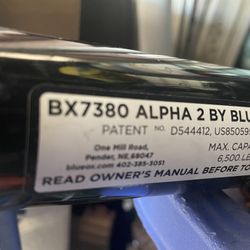 BX7380 ALPHA 2 BY BLU
PATENT NO. D544412, US85059
One Mill Road,
Pender, NE,68047
blueox.com 402-385-3051
MAX. CAPA
6,500 LB
READ OWNER'S MANUAL BEFORE TO